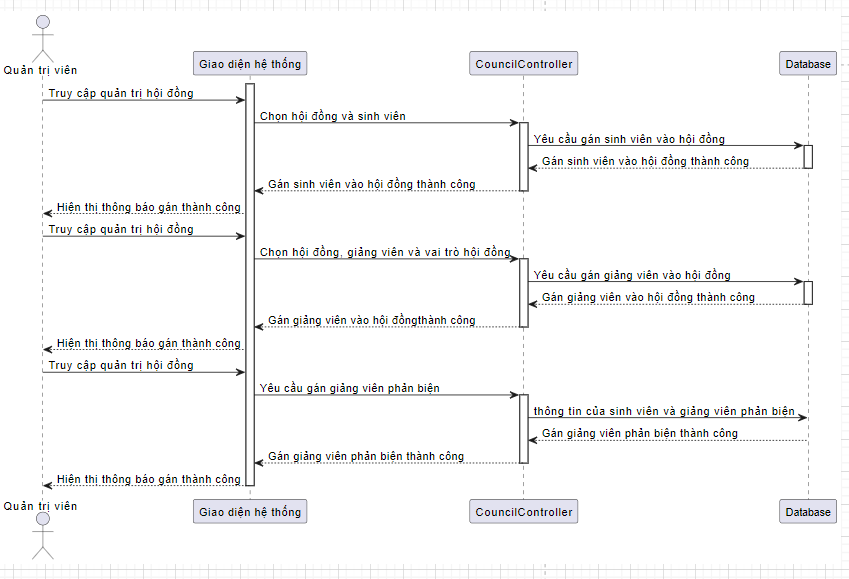 Quản trị viên
Giao diện hệ thống
CouncilController
Database
Truy cập quản trị hội đồng
Chọn hội đồng và sinh viên
Yêu cầu gán sinh viên vào hội đồng
Gán sinh viên vào hội đồng thành công
Gán sinh viên vào hội đồng thành công
Hiện thị thông báo gán thành công
Truy cập quản trị hội đồng
Chọn hội đồng, giảng viên và vai trò hội đồng
Yêu cầu gán giảng viên vào hội đồng
Gán giảng viên vào hội đồng thành công
Gán giảng viên vào hội đồngthành công
Hiện thị thông báo gán thành công
Truy cập quản trị hội đồng
Yêu cầu gán giảng viên phản biện
thông tin của sinh viên và giảng viên phản biện
Gán giảng viên phản biện thành công
Gán giảng viên phản biện thành công
Hiện thị thông báo gán thành công
Quản trị viên
Giao diện hệ thống
CouncilController
Database